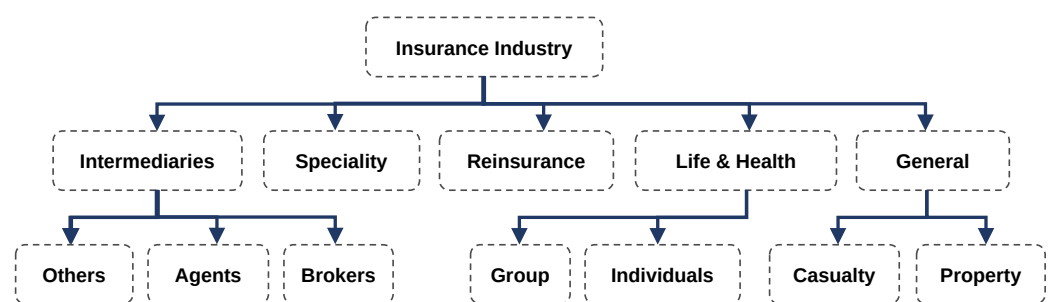 Insurance Industry
Intermediaries
Speciality
Reinsurance
Life & Health
General
Others
Agents
Brokers
Group
Individuals
Casualty
Property